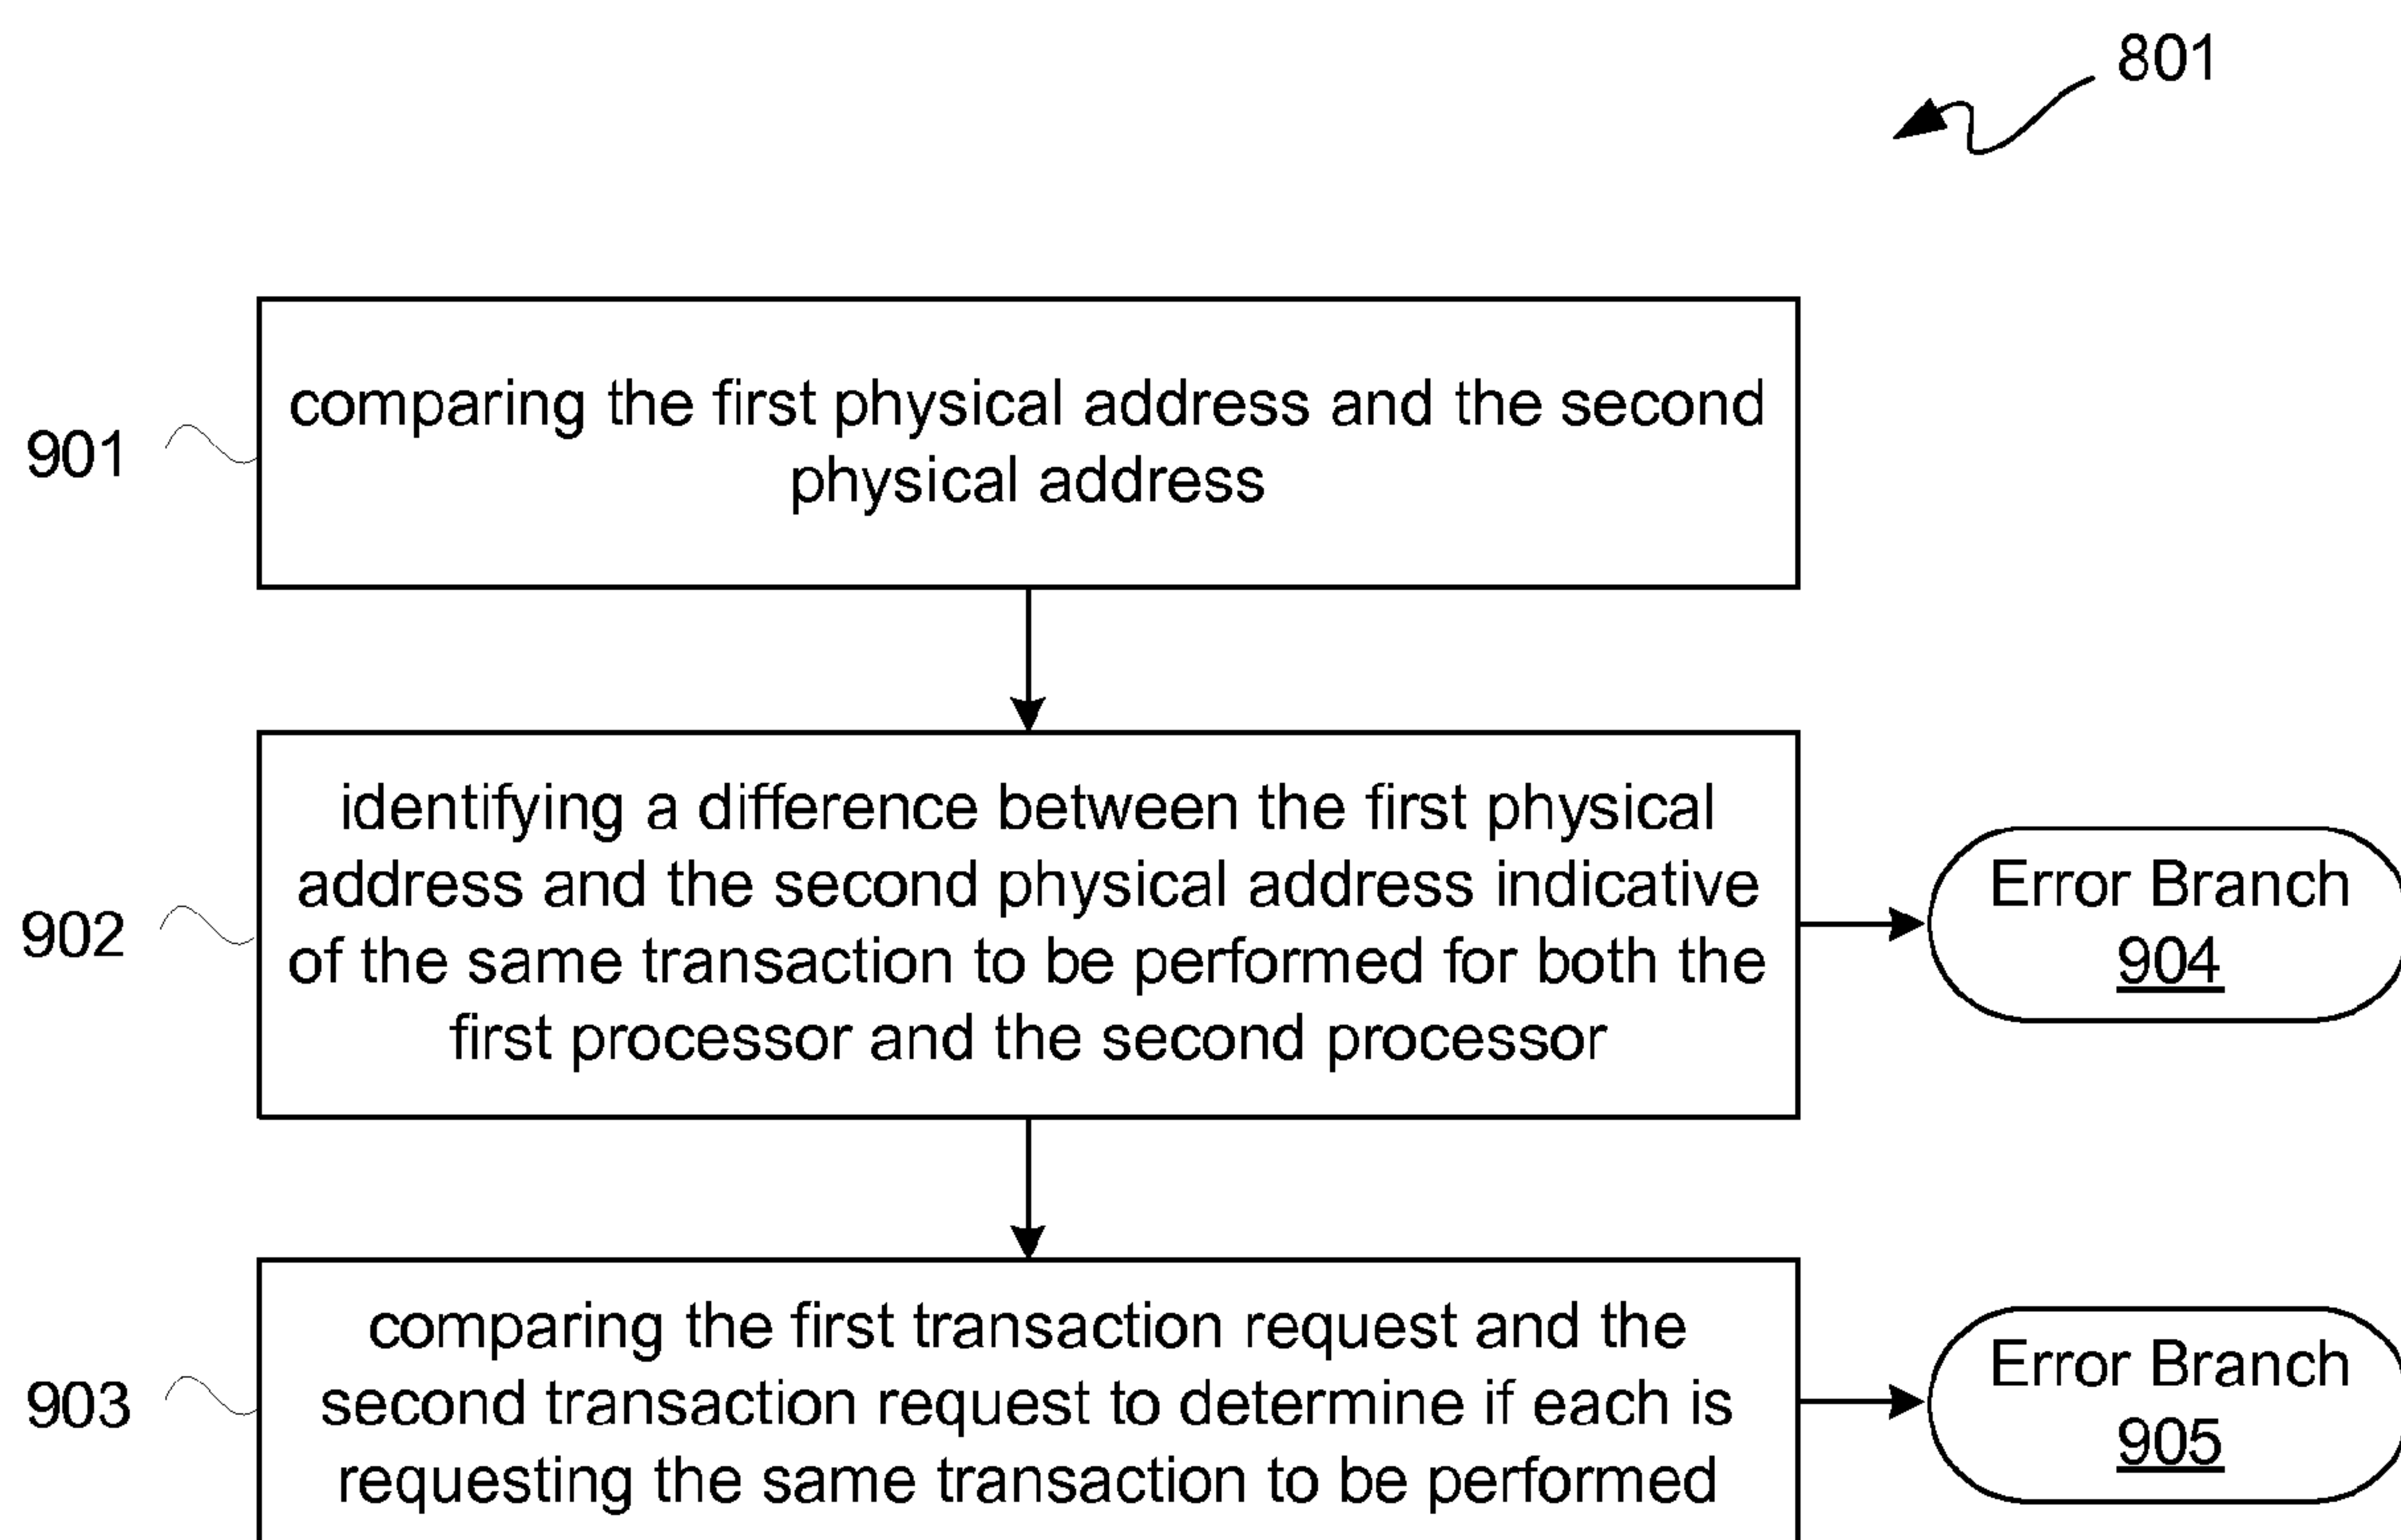 801
901
comparing the first physical address and the second
physical address
902
identifying a difference between the first physical
address and the second physical address indicative
of the same transaction to be performed for both the
first processor and the second processor
Error Branch
904
903
comparing the first transaction request and the
second transaction request to determine if each is
requesting the same transaction to be performed
Error Branch
905